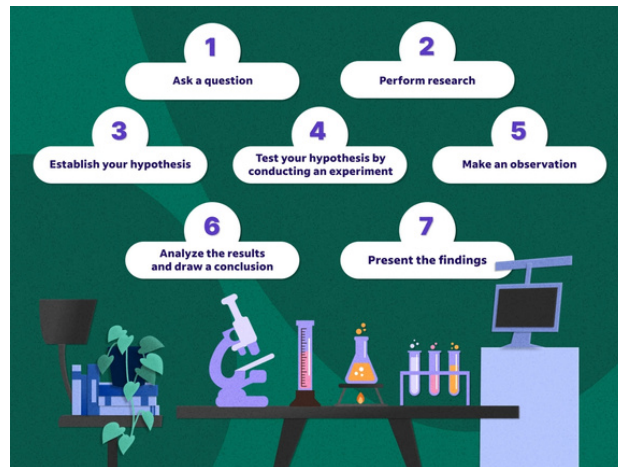 1
Ask a question
2
Perform research
3
Establish your hypothesis
4
Test your hypothesis by
conducting an experiment
5
Make an observation
6
Analyze the results
and draw a conclusion
7
Present the findings